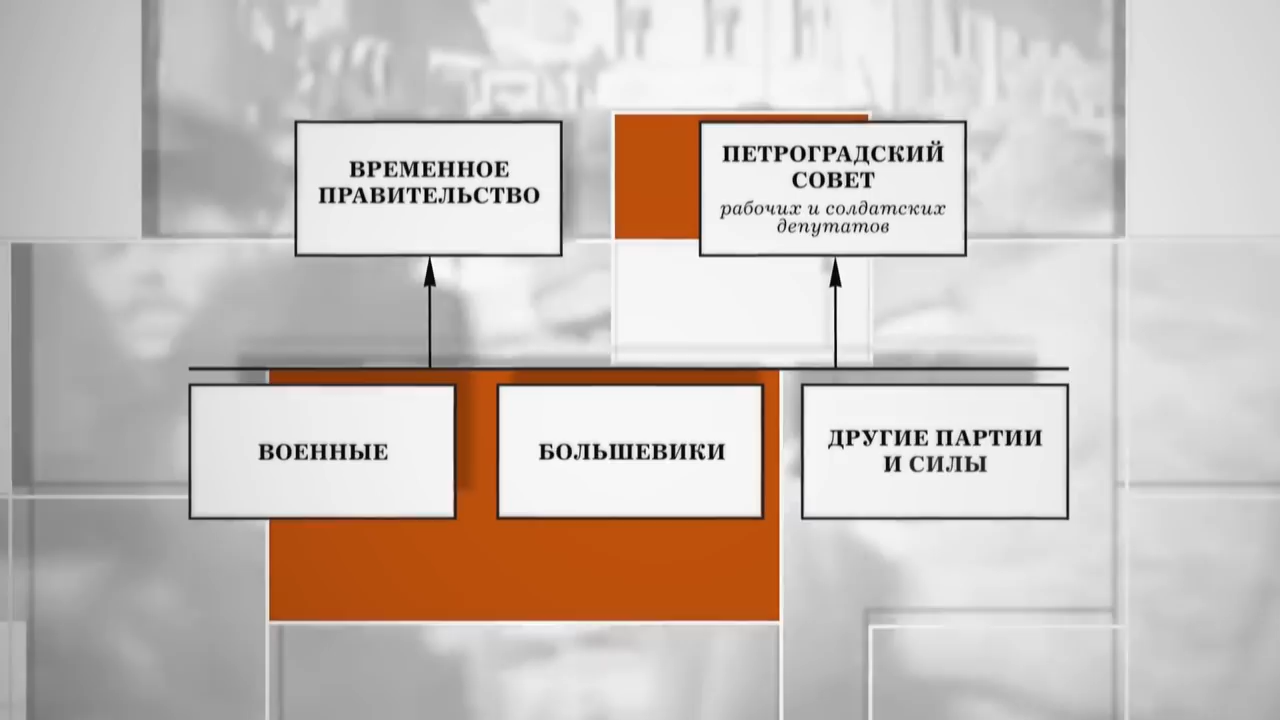 ВРЕМЕННОЕ
ПРАВИТЕЛЬСТВО
ПЕТРОГРАДСКИЙ
СОВЕТ
рабочих и солдатских
депутатов
ВОЕННЫЕ
БОЛЬШЕВИКИ
ДРУГИЕ ПАРТИИ
И СИЛЫ